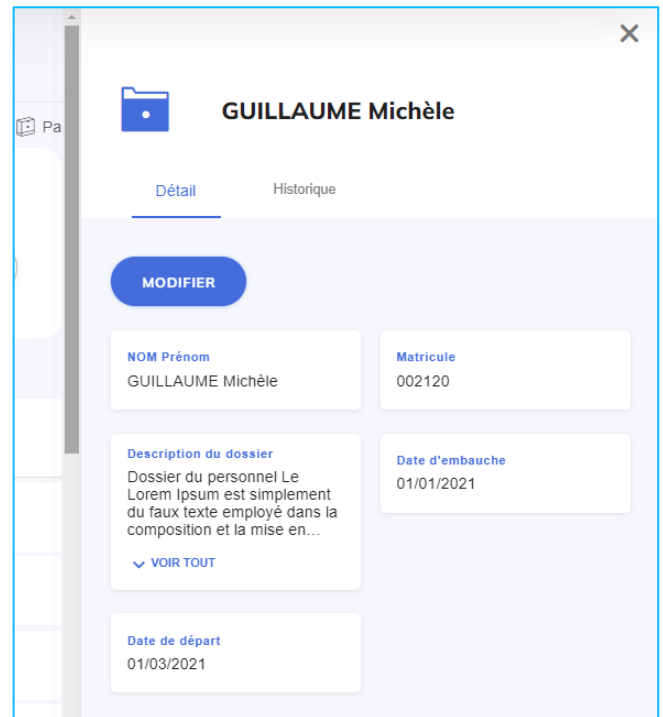 GUILLAUME Michèle
Pa
Détail
Historique
MODIFIER
NOM Prénom
GUILLAUME Michèle
Matricule
002120
Description du dossier
Dossier du personnel Le
Lorem Ipsum est simplement
du faux texte employé dans la
composition et la mise en…
VOIR TOUT
Date d'embauche
01/01/2021
Date de départ
01/03/2021